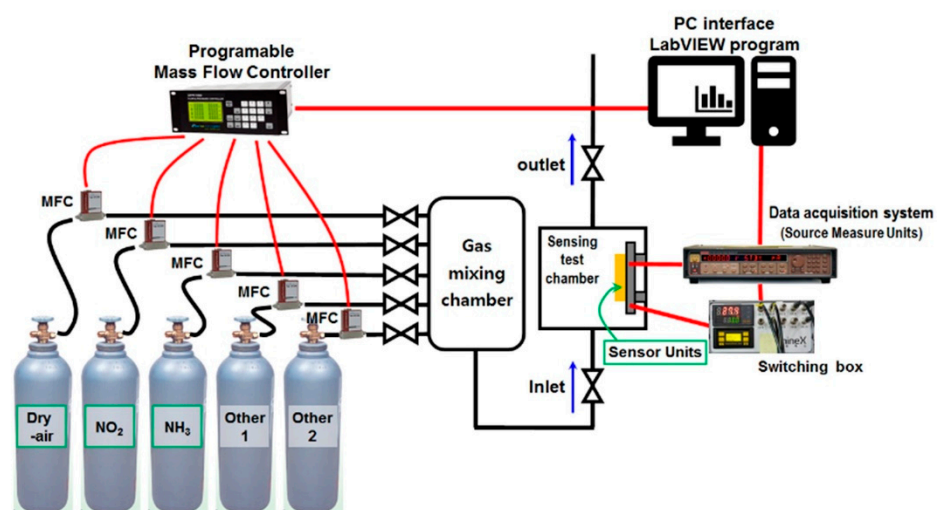 Programable
Mass Flow Controller
PC interface
LabVIEW program
MFC
MFC
MFC
MFC
MFC
outlet
Gas
mixing
chamber
Sensing
test
chamber
Data acquisition system
(Source Measure Units)
Sensor Units
Inlet
Switching box
Dry
-air
NO₂
NH₃
Other
1
Other
2